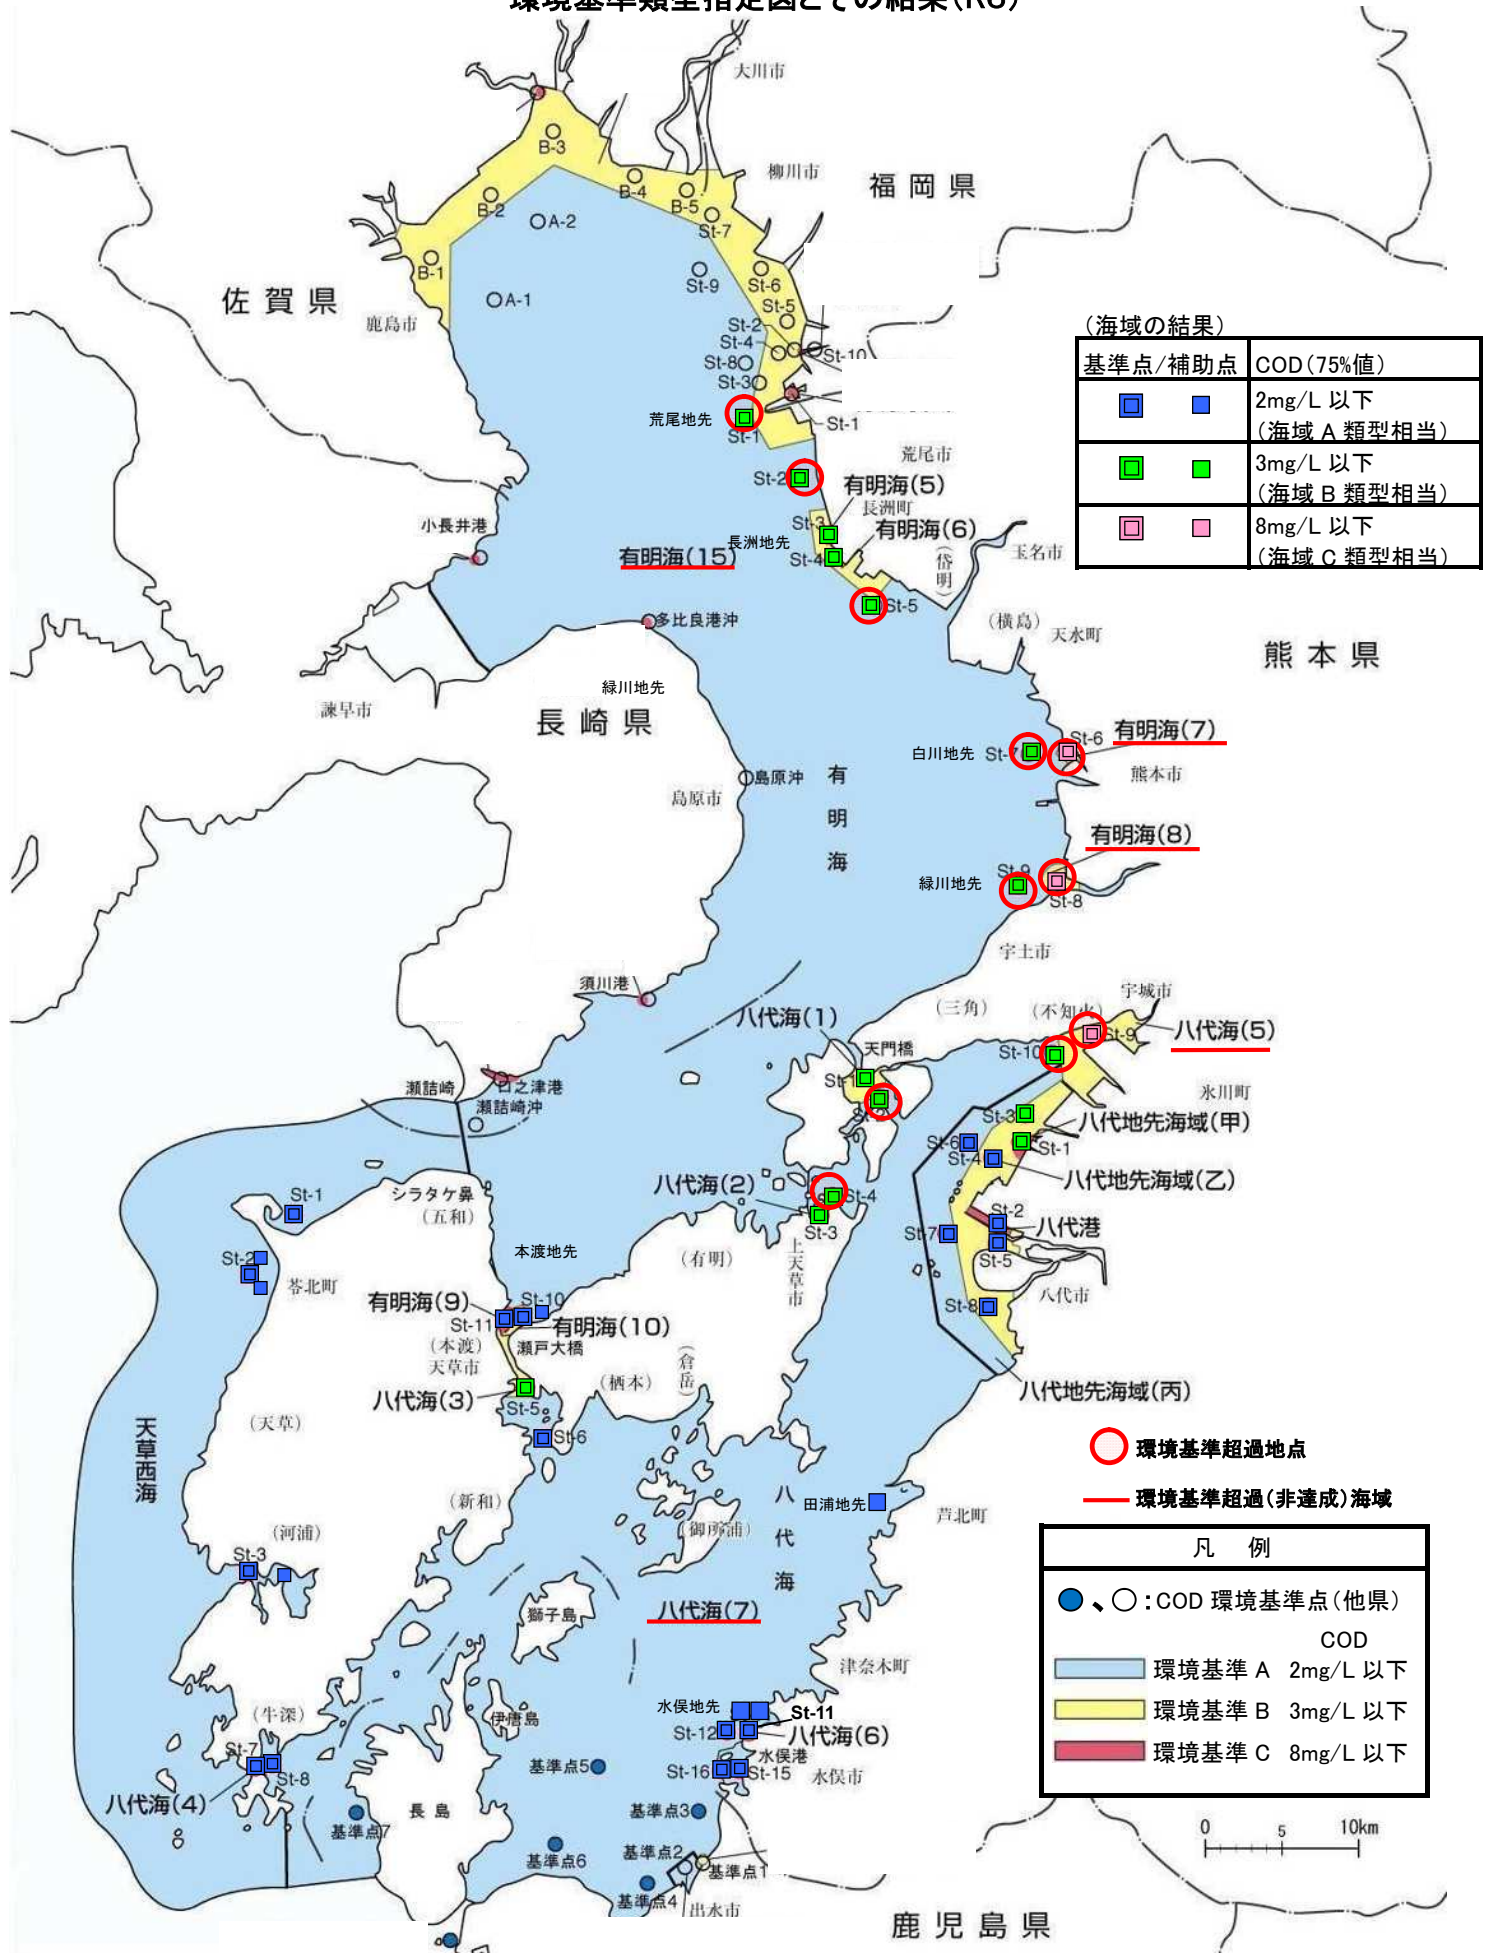 大川市
B-3
柳川市
福岡県
B-4
B-5
B-2
A-2
St-7
B-1
St-9
St-6
佐賀県
A-1
St-5
鹿島市
St-2
St-4
St-10
St-8
St-3
(海域の結果)
基準点/補助点 COD(75%値)
2mg/L 以下
(海域 A 類型相当)
3mg/L 以下
(海域 B 類型相当)
8mg/L 以下
(海域 C 類型相当)
荒尾地先
St-1
St-1
荒尾市
St-2
有明海(5)
長洲町
小長井港
St-3
有明海(6)
長洲地先
有明海(15)
St-4
(岱明)
玉名市
St-5
多比良港沖
(横島)
天水町
熊本県
緑川地先
諫早市
長崎県
St-6
有明海(7)
白川地先
St-7
島原沖
熊本市
島原市
有明海
有明海(8)
St-9
緑川地先
St-8
宇土市
須川港
(三角)
(不知火)
宇城市
八代海(1)
天門橋
St-9
八代海(5)
St-10
St-1
瀬詰崎
口之津港
瀬詰崎沖
氷川町
St-3
八代地先海域(甲)
St-6
St-1
St-4
八代海(2)
八代地先海域(乙)
St-4
シラタケ鼻
(五和)
St-1
St-3
St-2
八代港
St-7
St-5
本渡地先
(有明)
上天草市
St-2
苓北町
八代市
St-8
有明海(9)
St-10
St-11
有明海(10)
(本渡)
瀬戸大橋
天草市
(倉岳)
(栖本)
八代海(3)
St-5
八代地先海域(丙)
St-6
(天草)
天草西海
環境基準超過地点
環境基準超過(非達成)海域
(新和)
八代海
田浦地先
芦北町
(御所浦)
(河浦)
St-3
凡 例
、 :COD 環境基準点(他県)
COD
環境基準 A 2mg/L 以下
環境基準 B 3mg/L 以下
環境基準 C 8mg/L 以下
獅子島
八代海(7)
津奈木町
(牛深)
伊唐島
水俣地先
St-11
St-12
八代海(6)
水俣港
St-7
St-8
基準点5
St-16
St-15
水俣市
八代海(4)
長島
基準点7
基準点3
基準点6
基準点2
基準点1
基準点4
出水市
鹿児島県
0 5 10km